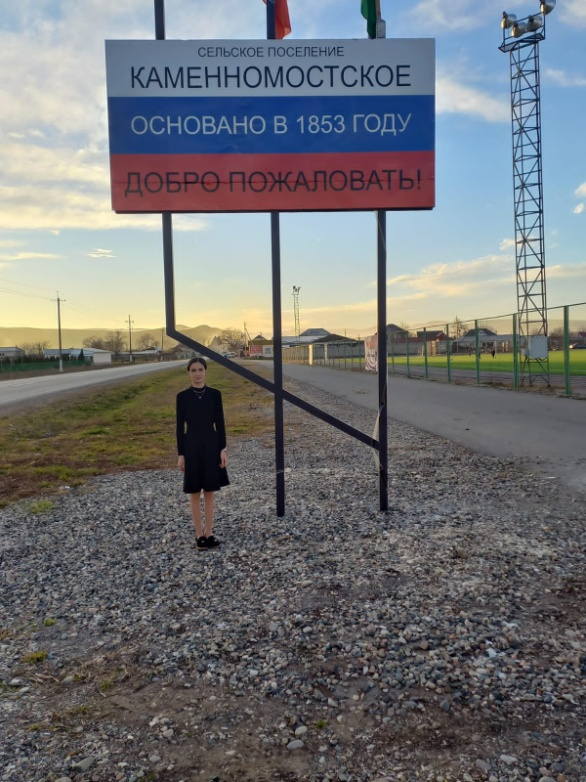 СЕЛЬСКОЕ ПОСЕЛЕНИЕ
КАМЕННОМОСТСКОЕ
ОСНОВАНО В 1853 ГОДУ
ДОБРО ПОЖАЛОВАТЬ!